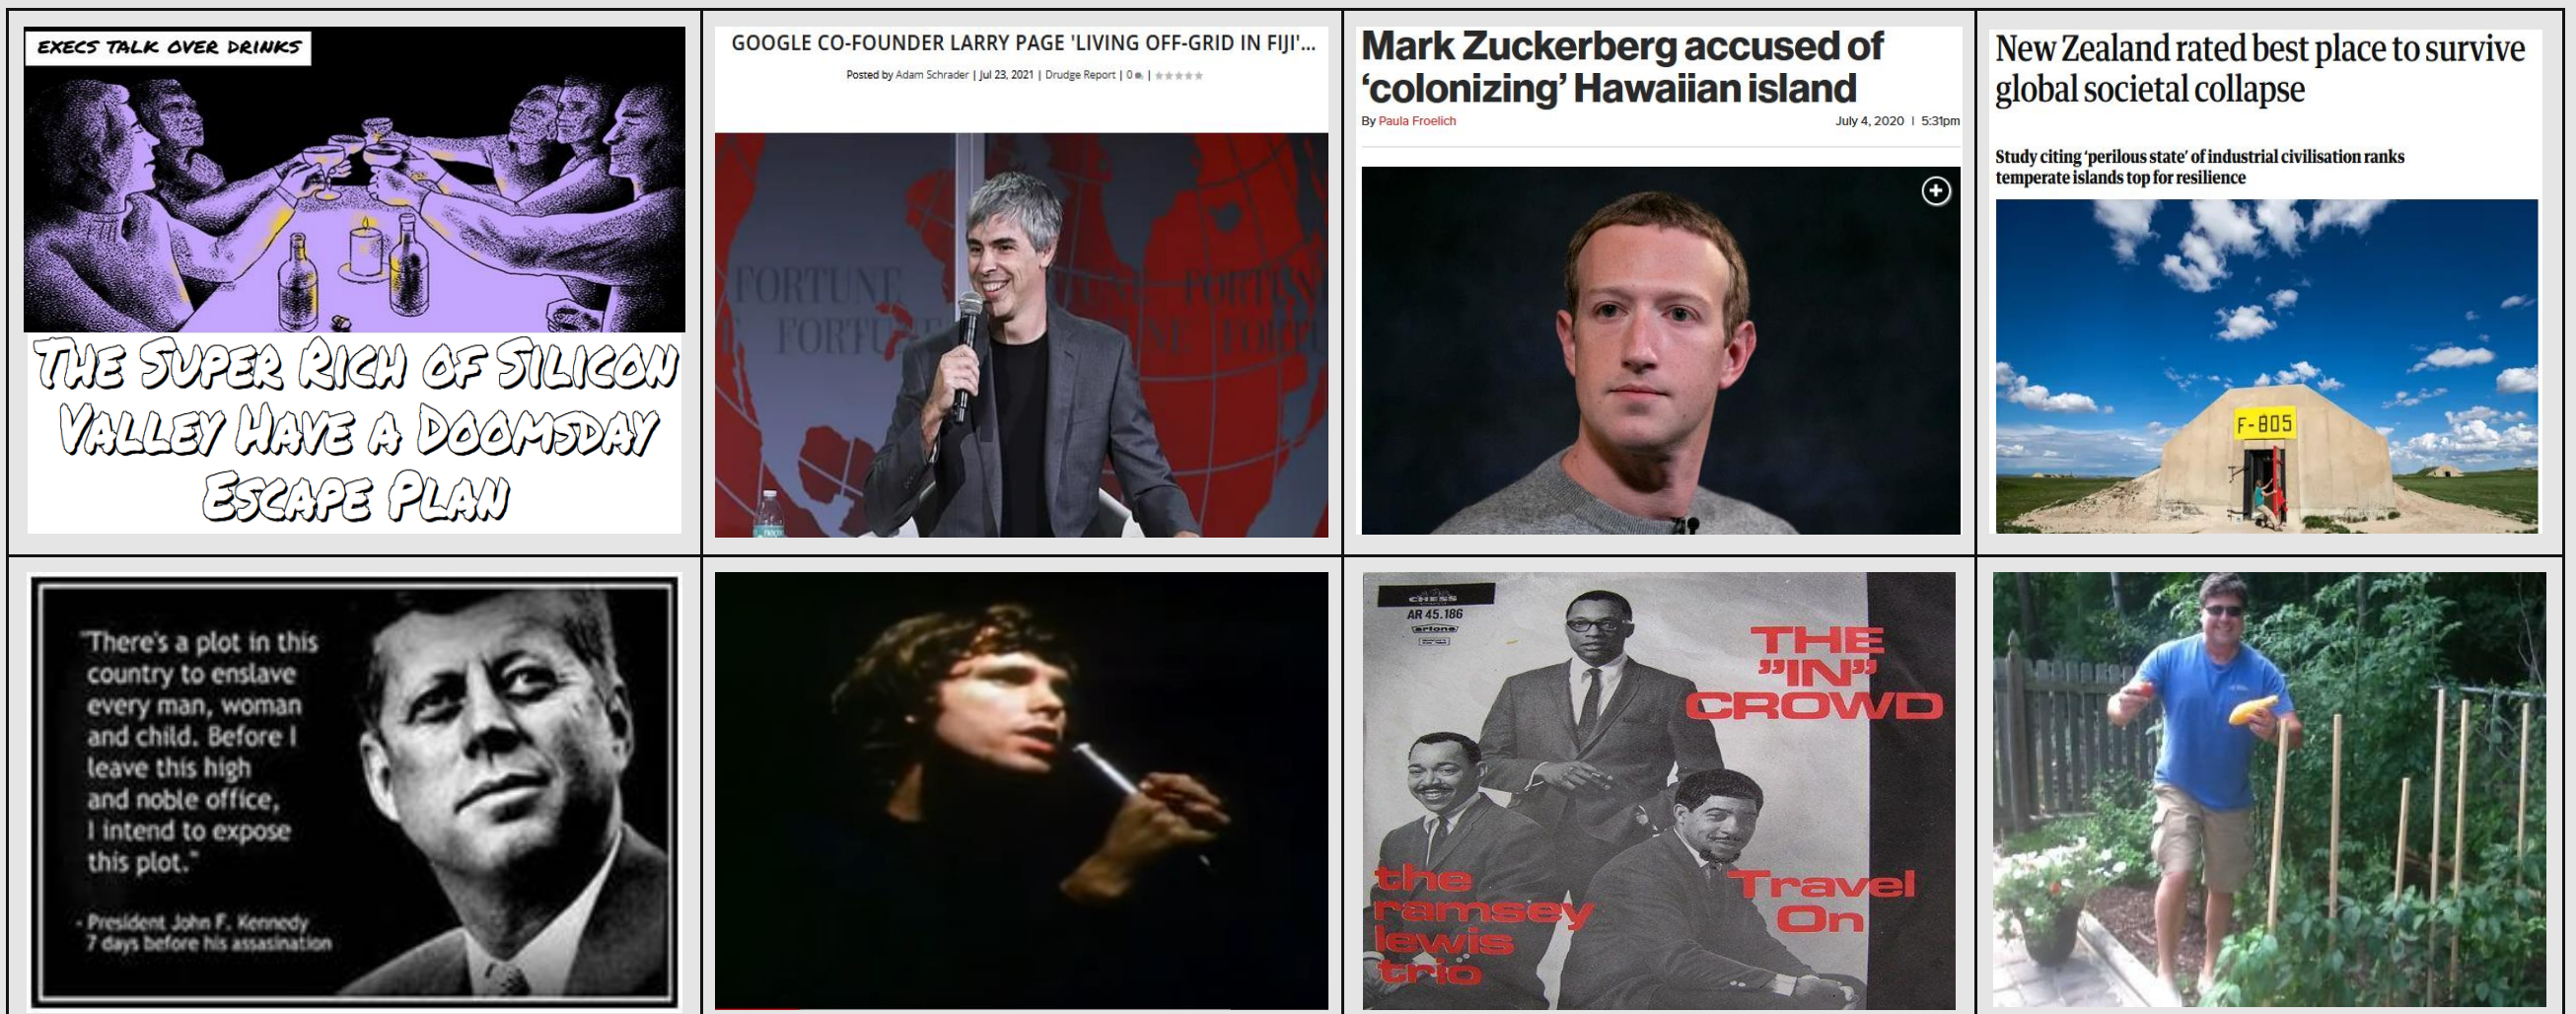 EXECS TALK OVER DRINKS
THE SUPER RICH OF SILICON
VALLEY HAVE A DOOMSDAY
ESCAPE PLAN
GOOGLE CO-FOUNDER LARRY PAGE 'LIVING OFF-GRID IN FIJI'...
Posted by Adam Schrader | Jul 23, 2021 | Drudge Report | 0 |
FORTUNE
FORTUNE
Mark Zuckerberg accused of
‘colonizing’ Hawaiian island
By Paula Froelich
July 4, 2020 | 5:31pm
New Zealand rated best place to survive
global societal collapse
Study citing ‘perilous state’ of industrial civilisation ranks
temperate islands top for resilience
F-805
"There's a plot in this
country to enslave
every man, woman
and child. Before I
leave this high
and noble office,
I intend to expose
this plot."
- President John F. Kennedy
7 days before his assasination
CHESS
AR 45.186
artone
THE
"IN"
CROWD
the
ramsey
lewis
trio
Travel
On